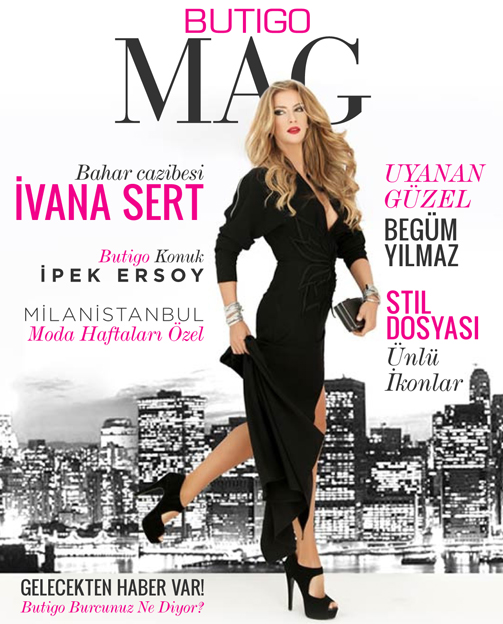 BUTIGO
MAG
Bahar cazibesi
İVANA SERT
Butigo Konuk
İPEK ERSOY
MİLANİSTANBUL
Moda Haftaları Özel
UYANAN
GÜZEL
BEGÜM
YILMAZ
STIL
DOSYASI
Ünlü
İkonlar
GELECEKTEN HABER VAR!
Butigo Burcunuz Ne Diyor?